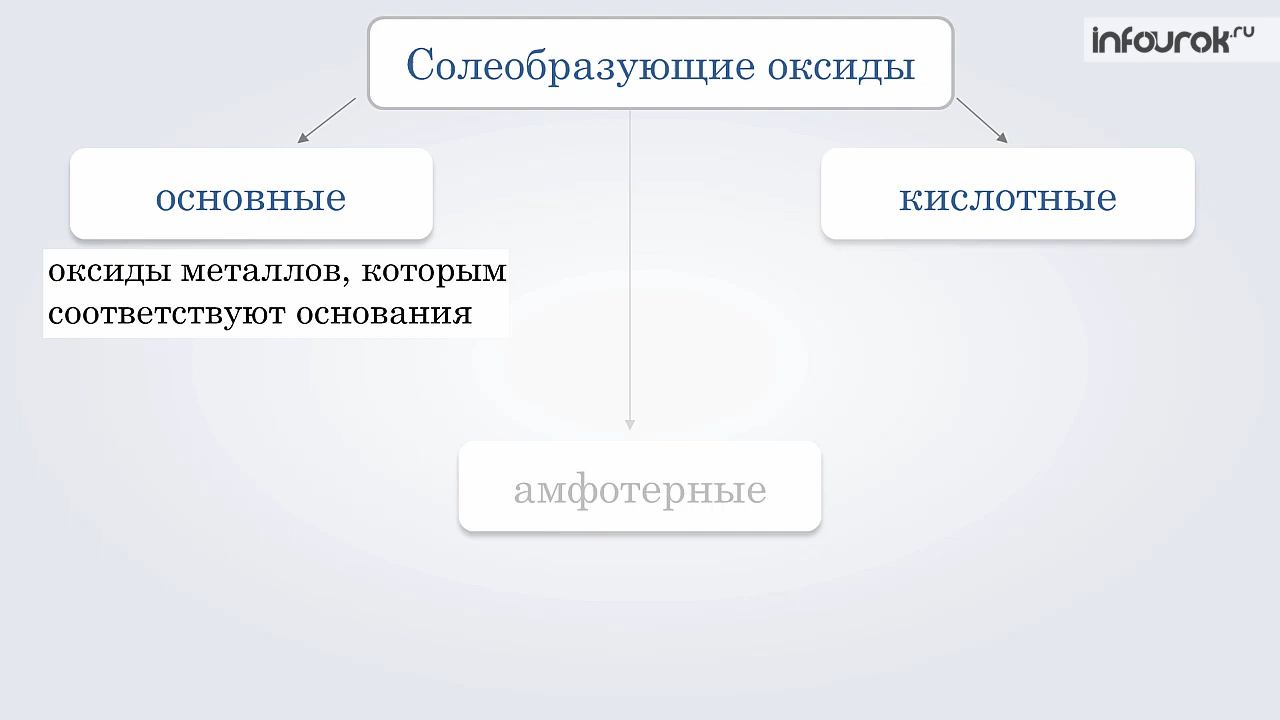 Солеобразующие оксиды
infourok.ru
основные
кислотные
оксиды металлов, которым
соответствуют основания
амфотерные